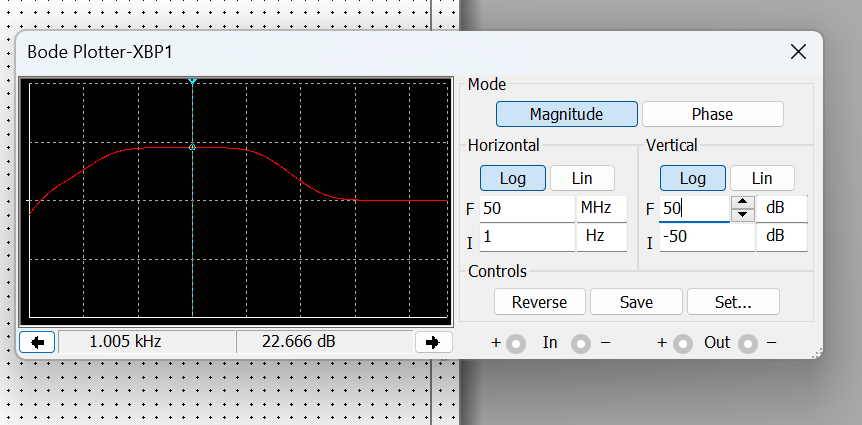 Bode Plotter-XBP1
Mode
Magnitude Phase
Horizontal Vertical
Log Lin Log Lin
F 50 MHz F 50 dB
I 1 Hz I -50 dB
Controls
Reverse Save Set...
1.005 kHz 22.666 dB + In − + Out −